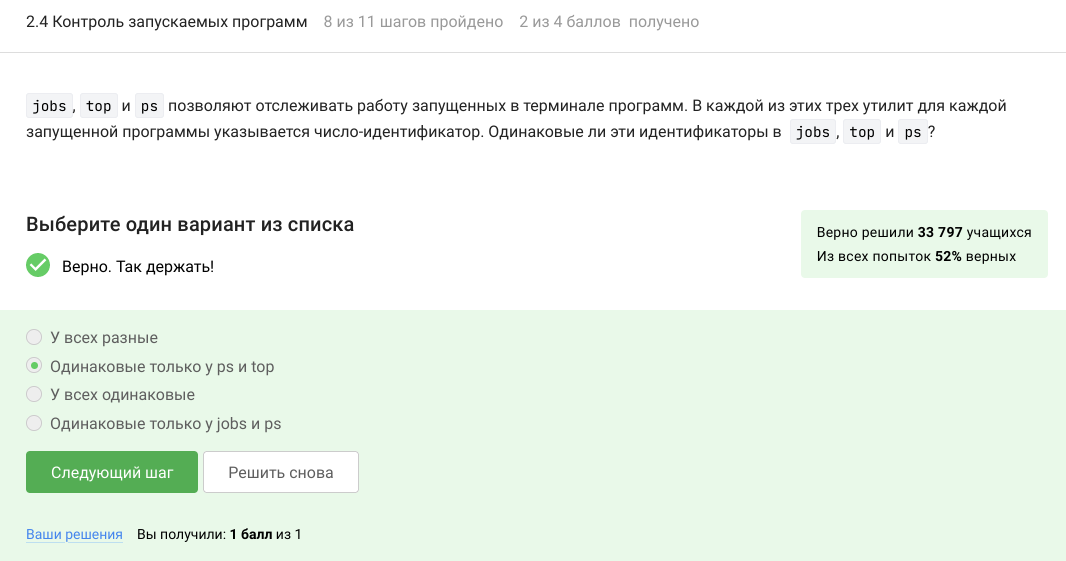 2.4 Контроль запускаемых программ 8 из 11 шагов пройдено 2 из 4 баллов получено
jobs, top и ps позволяют отслеживать работу запущенных в терминале программ. В каждой из этих трех утилит для каждой
запущенной программы указывается число-идентификатор. Одинаковые ли эти идентификаторы в jobs, top и ps?
Выберите один вариант из списка
Верно. Так держать!
Верно решили 33 797 учащихся
Из всех попыток 52% верных
У всех разные
Одинаковые только у ps и top
У всех одинаковые
Одинаковые только у jobs и ps
Следующий шаг Решить снова
Ваши решения Вы получили: 1 балл из 1